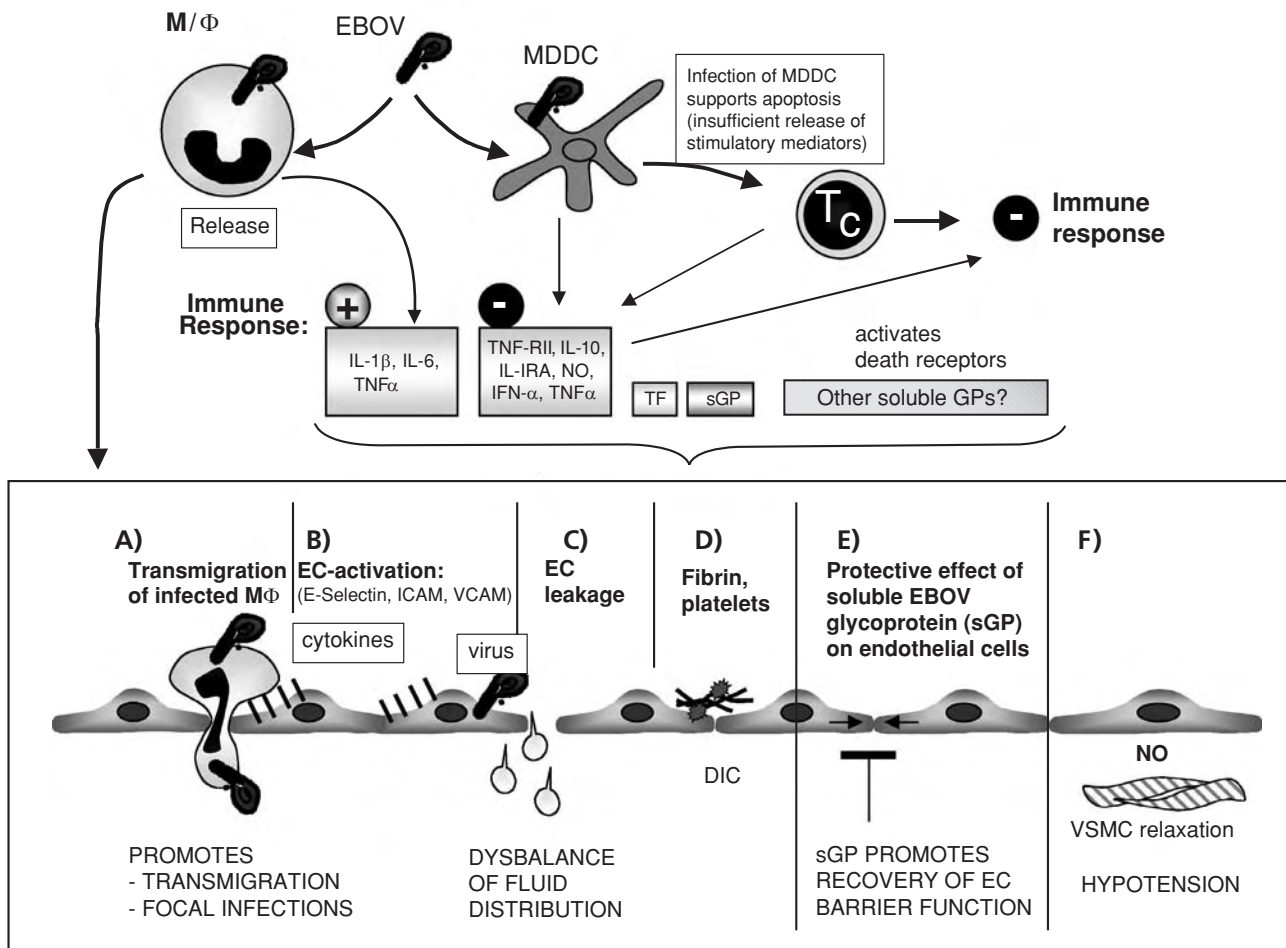 M/Φ
EBOV
MDDC
Infection of MDDC
supports apoptosis
(insufficient release of
stimulatory mediators)
Release
Tc
-
Immune
response
Immune
Response:
+
-
IL-1β, IL-6,
TNFα
TNF-RII, IL-10,
IL-IRA, NO,
IFN-α, TNFα
TF
sGP
activates
death receptors
Other soluble GPs?
A)
Transmigration
of infected MΦ
B)
EC-activation:
(E-Selectin, ICAM, VCAM)
cytokines
virus
C)
EC
leakage
D)
Fibrin,
platelets
E)
Protective effect of
soluble EBOV
glycoprotein (sGP)
on endothelial cells
F)
DIC
NO
VSMC relaxation
PROMOTES
- TRANSMIGRATION
- FOCAL INFECTIONS
DYSBALANCE
OF FLUID
DISTRIBUTION
sGP PROMOTES
RECOVERY OF EC
BARRIER FUNCTION
HYPOTENSION